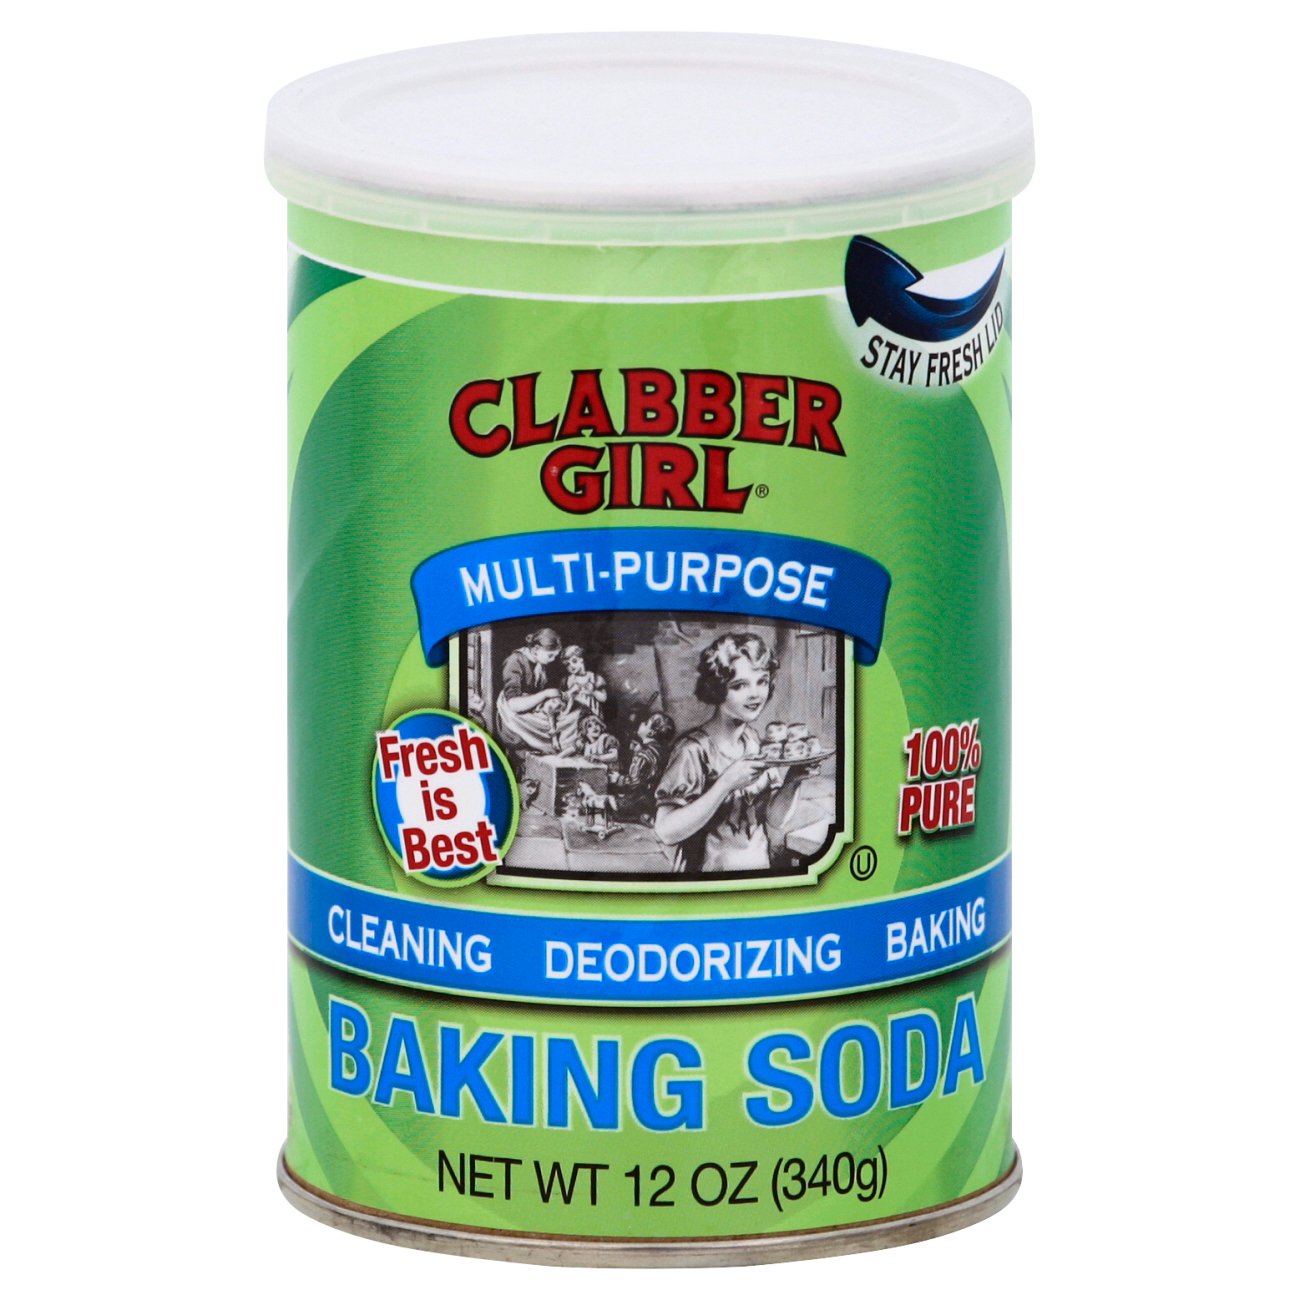 STAY FRESH LID
CLABBER
GIRL®
MULTI-PURPOSE
Fresh
is
Best
100%
PURE
U
CLEANING DEODORIZING BAKING
BAKING SODA
NET WT 12 OZ (340g)